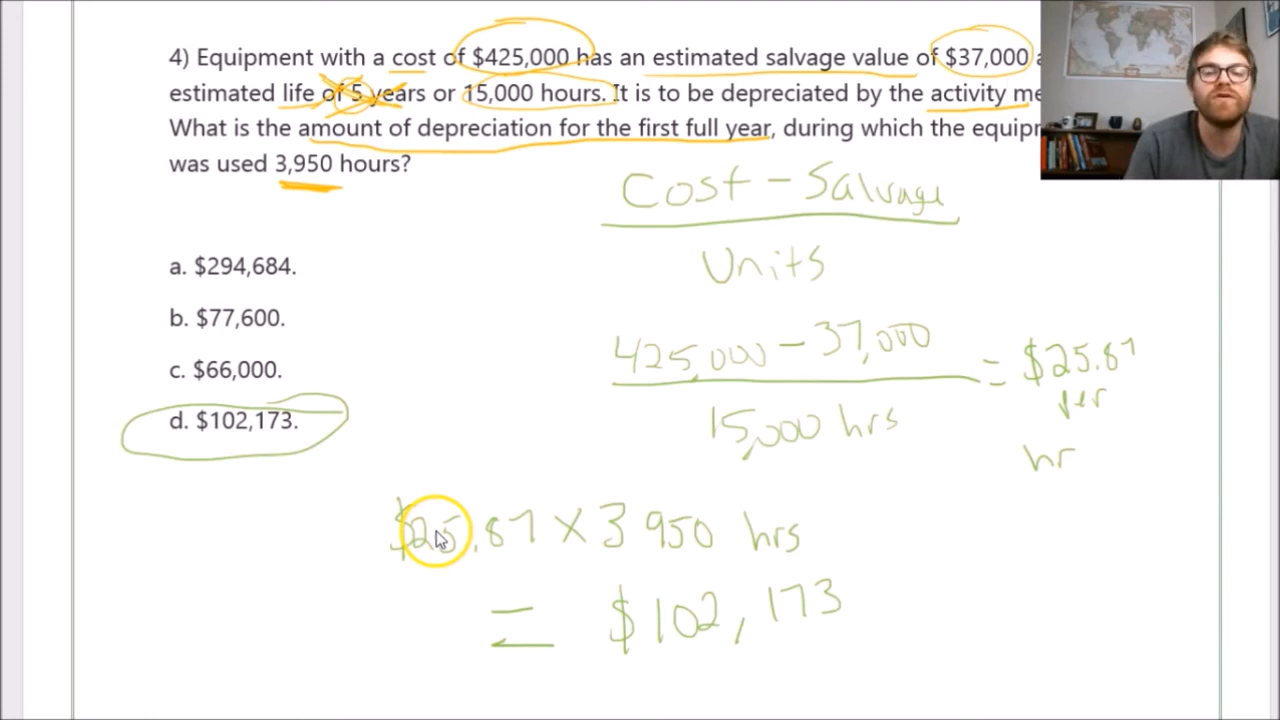 4) Equipment with a cost of $425,000 has an estimated salvage value of $37,000
estimated life of 5 years or 15,000 hours. It is to be depreciated by the activity
What is the amount of depreciation for the first full year, during which the
was used 3,950 hours?
Cost - Salvage
Units
a. $294,684.
b. $77,600.
c. $66,000.
d. $102,173.
425,000 - 37,000 = $25.87
15,000 hrs
per
hr
$25.87 × 3 950 hrs
= $102,173